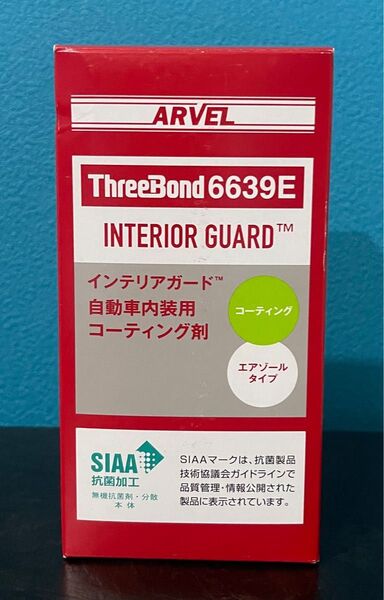 ARVEL
ThreeBond 6639E
INTERIOR GUARD™
インテリアガード™
自動車内装用
コーティング剤
コーティング
エアゾール
タイプ
SIAA
抗菌加工
無機抗菌剤・分散
本体
SIAAマークは、抗菌製品
技術協議会ガイドラインで
品質管理・情報公開された
製品に表示されています。